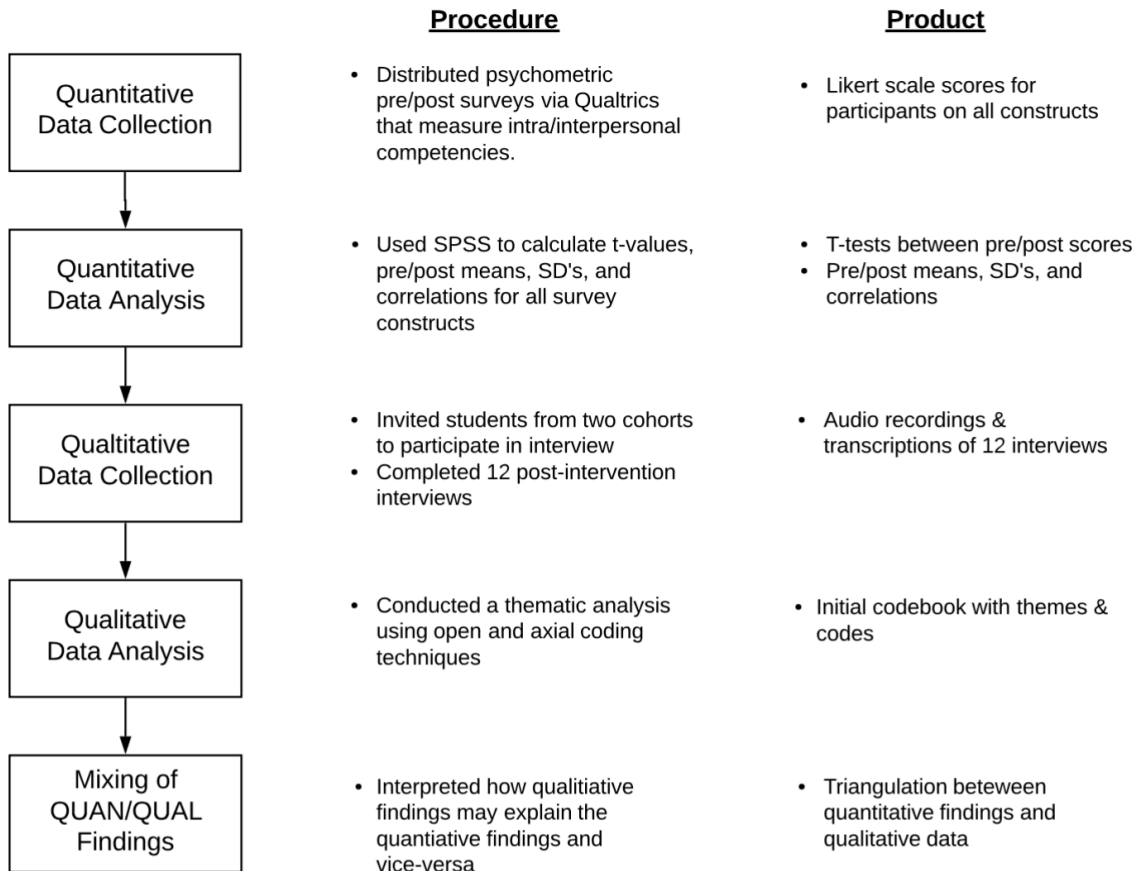 Procedure
Product
Quantitative
Data Collection
• Distributed psychometric
pre/post surveys via Qualtrics
that measure intra/interpersonal
competencies.
• Likert scale scores for
participants on all constructs
Quantitative
Data Analysis
• Used SPSS to calculate t-values,
pre/post means, SD's, and
correlations for all survey
constructs
• T-tests between pre/post scores
• Pre/post means, SD's, and
correlations
Qualtitative
Data Collection
• Invited students from two cohorts
to participate in interview
• Completed 12 post-intervention
interviews
• Audio recordings &
transcriptions of 12 interviews
Qualitative
Data Analysis
• Conducted a thematic analysis
using open and axial coding
techniques
• Initial codebook with themes &
codes
Mixing of
QUAN/QUAL
Findings
• Interpreted how qualitiative
findings may explain the
quantiative findings and
vice-versa
• Triangulation beteween
quantitative findings and
qualitative data